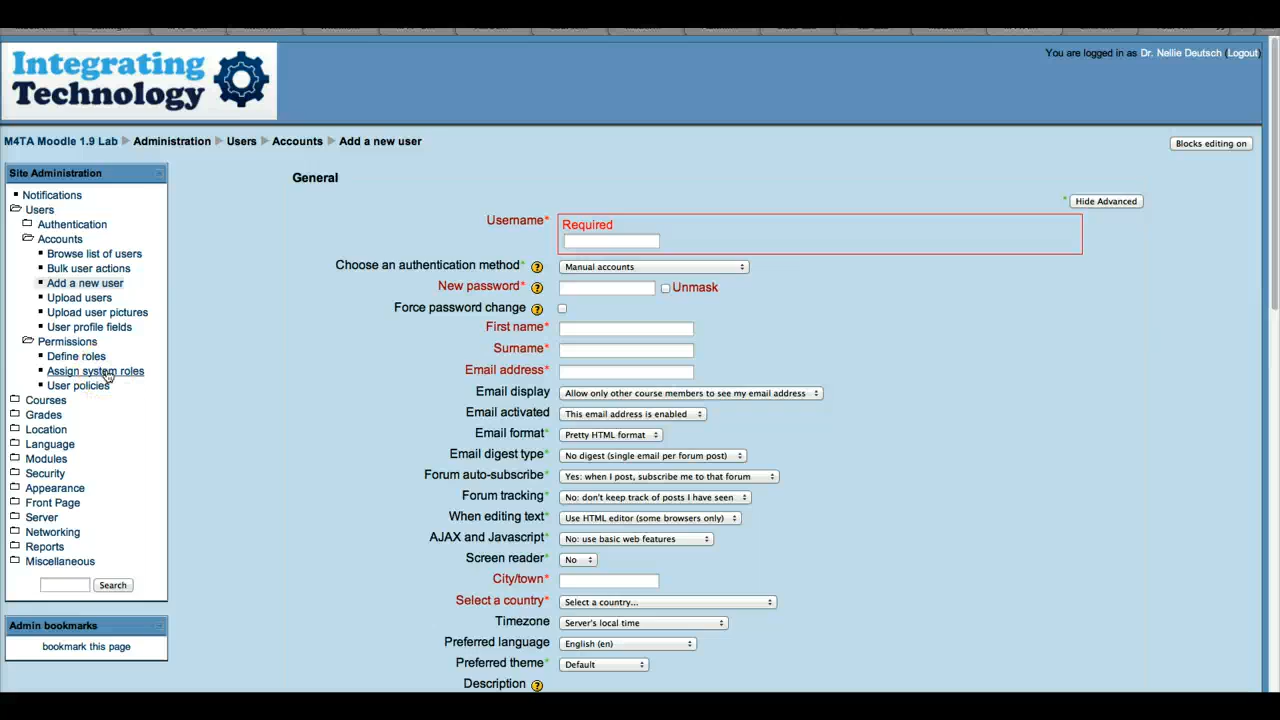 Integrating
Technology
You are logged in as Dr. Nellie Deutsch (Logout)
M4TA Moodle 1.9 Lab Administration Users Accounts Add a new user
Blocks editing on
Site Administration
Notifications
Users
Authentication
Accounts
Browse list of users
Bulk user actions
Add a new user
Upload users
Upload user pictures
User profile fields
Permissions
Define roles
Assign system roles
User policies
Courses
Grades
Location
Language
Modules
Security
Appearance
Front Page
Server
Networking
Reports
Miscellaneous
Search
Admin bookmarks
bookmark this page
General
* Hide Advanced
Username* Required
Choose an authentication method* ? Manual accounts
New password* ? Unmask
Force password change ?
First name*
Surname*
Email address*
Email display Allow only other course members to see my email address
Email activated This email address is enabled
Email format* Pretty HTML format
Email digest type* No digest (single email per forum post)
Forum auto-subscribe* Yes: when I post, subscribe me to that forum
Forum tracking* No: don't keep track of posts I have seen
When editing text* Use HTML editor (some browsers only)
AJAX and Javascript* No: use basic web features
Screen reader* No
City/town*
Select a country* Select a country...
Timezone Server's local time
Preferred language English (en)
Preferred theme* Default
Description ?